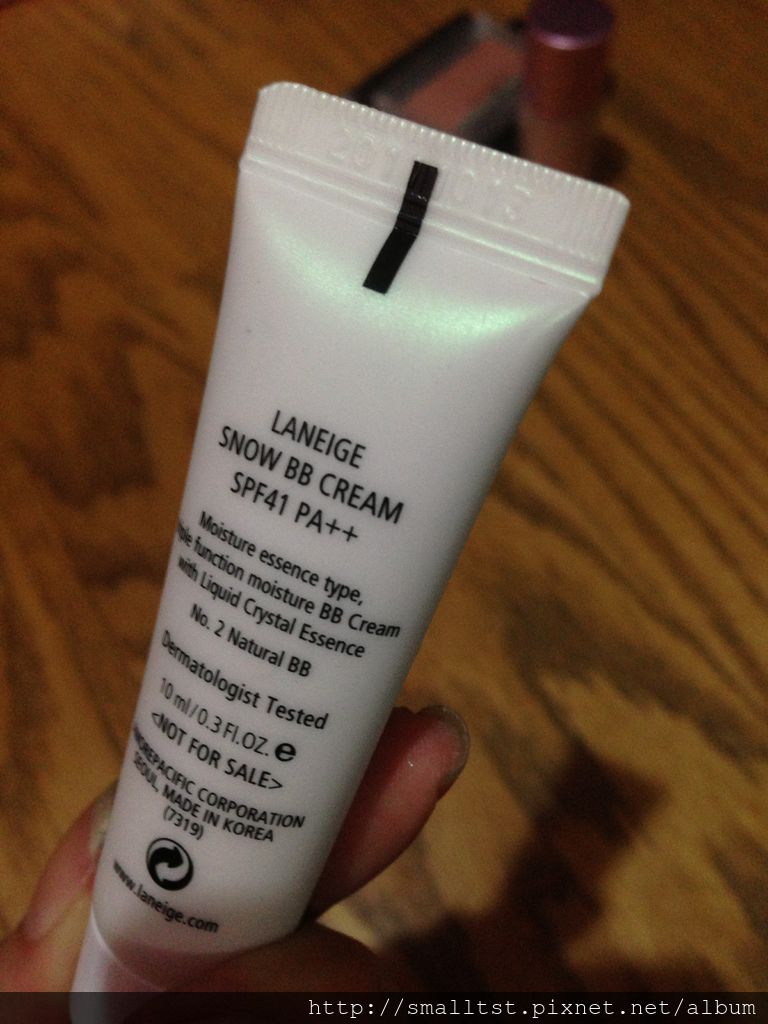 LANEIGE
SNOW BB CREAM
SPF41 PA++
Moisture essence type,
function moisture BB Cream
with Liquid Crystal Essence
No. 2 Natural BB
Dermatologist Tested
10 ml/0.3 Fl.OZ. e
<NOT FOR SALE>
AMOREPACIFIC CORPORATION
SEOUL, MADE IN KOREA
(7319)
www.laneige.com
http://smalltst.pixnet.net/album